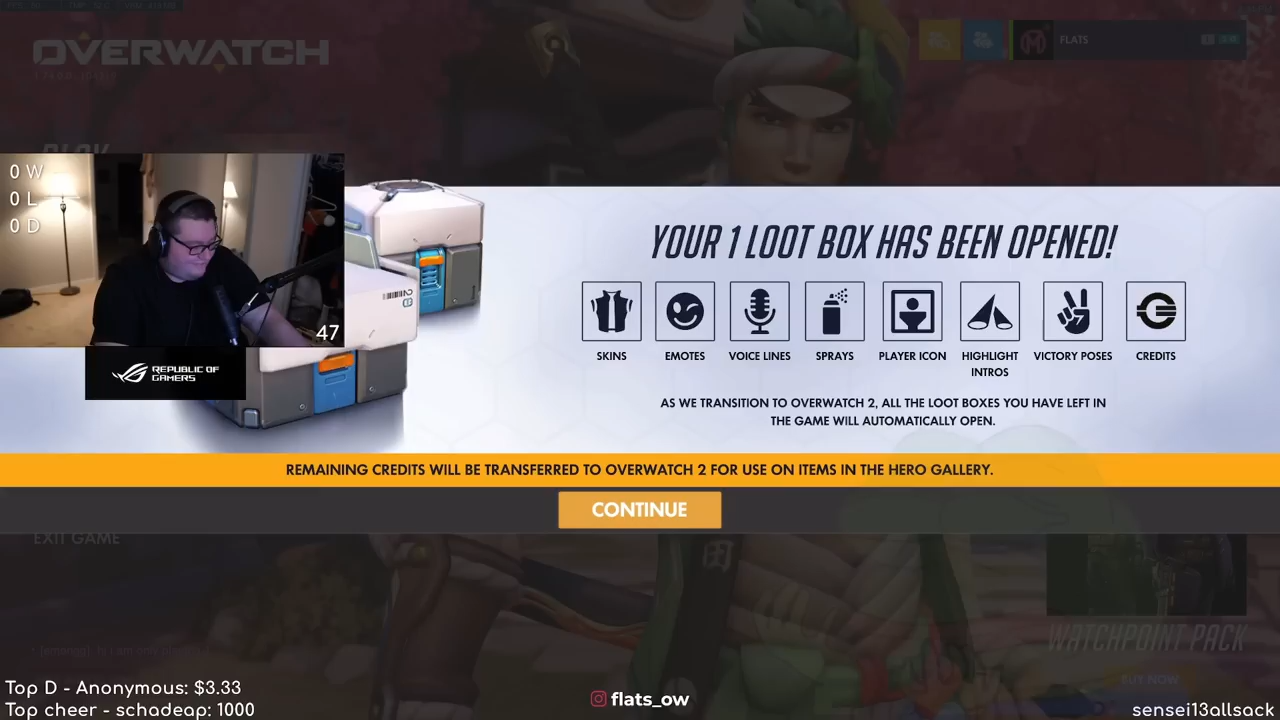 OVERWATCH
FLATS
PLAY
0 W
0 L
0 D
47
REPUBLIC OF
GAMERS
YOUR 1 LOOT BOX HAS BEEN OPENED!
SKINS
EMOTES
VOICE LINES
SPRAYS
PLAYER ICON
HIGHLIGHT
INTROS
VICTORY POSES
CREDITS
AS WE TRANSITION TO OVERWATCH 2, ALL THE LOOT BOXES YOU HAVE LEFT IN
THE GAME WILL AUTOMATICALLY OPEN.
REMAINING CREDITS WILL BE TRANSFERRED TO OVERWATCH 2 FOR USE ON ITEMS IN THE HERO GALLERY.
CONTINUE
EXIT GAME
WATCHPOINT PACK
BUY NOW
Top D - Anonymous: $3.33
Top cheer - schadeap: 1000
flats_ow
sensei13allsack